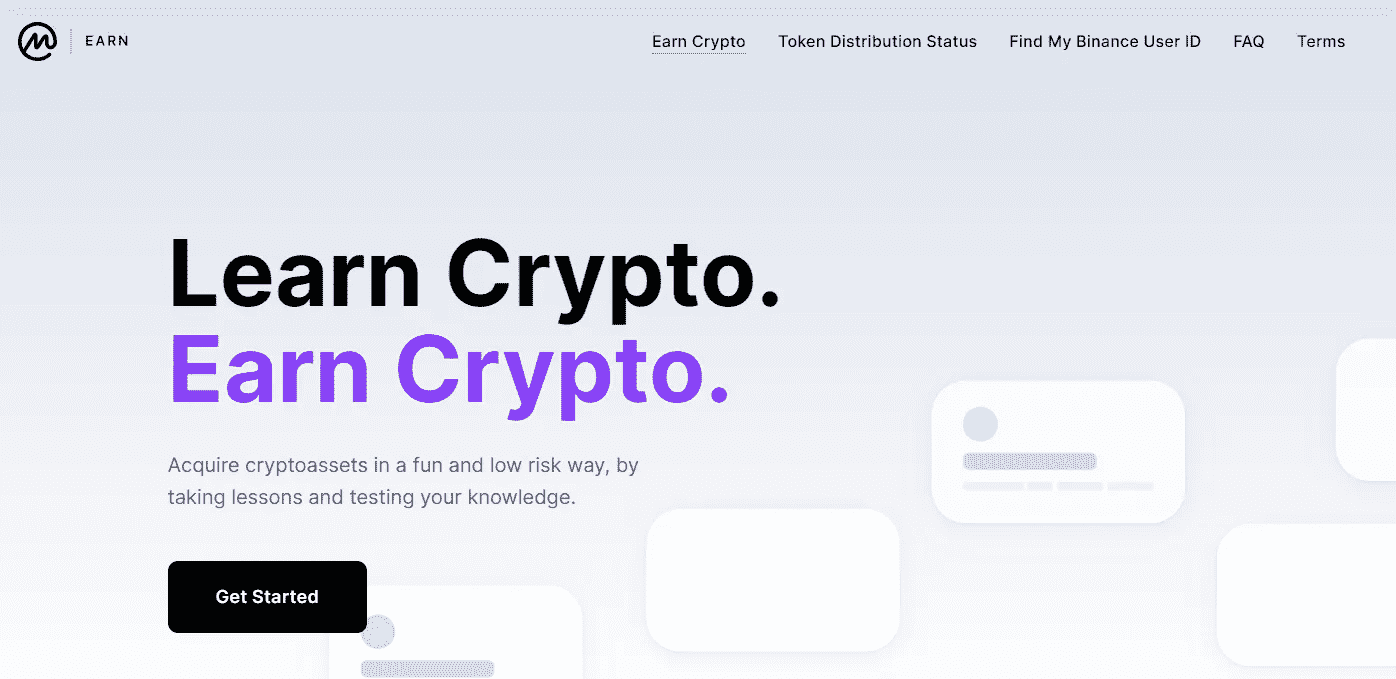 EARN
Earn Crypto
Token Distribution Status
Find My Binance User ID
FAQ
Terms
Learn Crypto.
Earn Crypto.
Acquire cryptoassets in a fun and low risk way, by
taking lessons and testing your knowledge.
Get Started